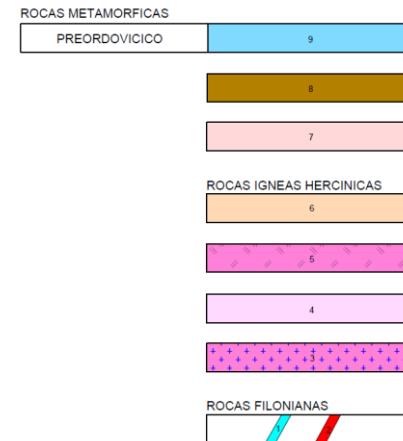 ROCAS METAMORFICAS
PREORDOVICICO 9
8
7
ROCAS IGNEAS HERCINICAS
6
5
4
3
ROCAS FILONIANAS
1 2